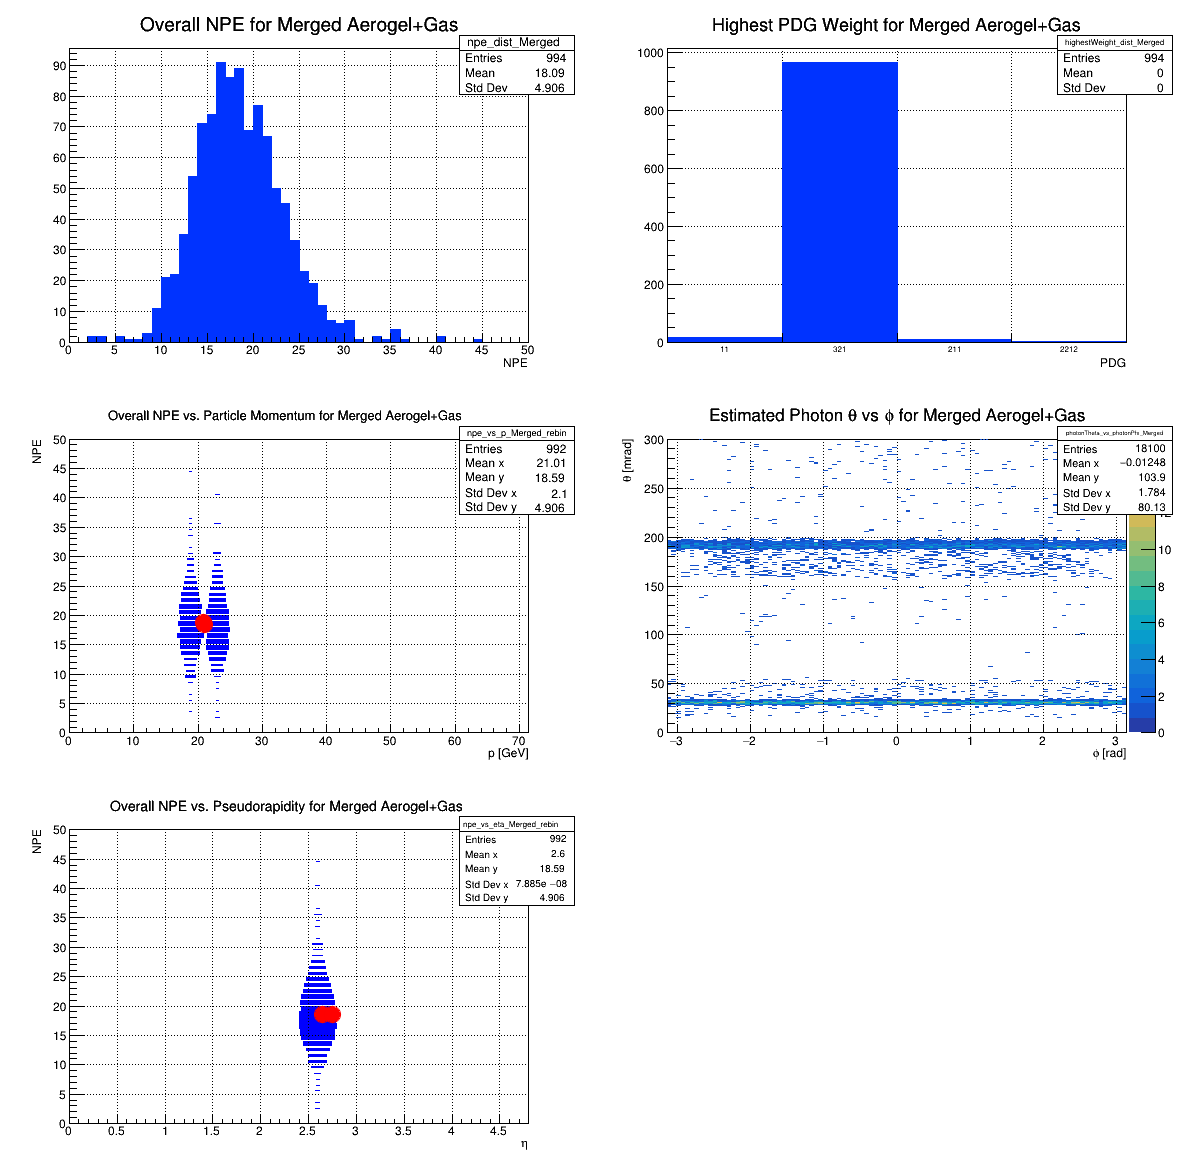 Overall NPE for Merged Aerogel+Gas
npe_dist_Merged
Entries 994
Mean 18.09
Std Dev 4.906
90
80
70
60
50
40
30
20
10
0
0 5 10 15 20 25 30 35 40 45 50
NPE
Highest PDG Weight for Merged Aerogel+Gas
highestWeight_dist_Merged
Entries 994
Mean 0
Std Dev 0
1000
800
600
400
200
0
11 321 211 2212
PDG
Overall NPE vs. Particle Momentum for Merged Aerogel+Gas
npe_vs_p_Merged_rebin
Entries 992
Mean x 21.01
Mean y 18.59
Std Dev x 2.1
Std Dev y 4.906
NPE
50
45
40
35
30
25
20
15
10
5
0
0 10 20 30 40 50 60 70
p [GeV]
Estimated Photon θ vs ϕ for Merged Aerogel+Gas
photonTheta_vs_photonPhi_Merged
Entries 18100
Mean x −0.01248
Mean y 103.9
Std Dev x 1.784
Std Dev y 80.13
θ [mrad]
300
250
200
150
100
50
0
−3 −2 −1 0 1 2 3
ϕ [rad]
12
10
8
6
4
2
0
Overall NPE vs. Pseudorapidity for Merged Aerogel+Gas
npe_vs_eta_Merged_rebin
Entries 992
Mean x 2.6
Mean y 18.59
Std Dev x 7.885e −08
Std Dev y 4.906
NPE
50
45
40
35
30
25
20
15
10
5
0
0 0.5 1 1.5 2 2.5 3 3.5 4 4.5
η